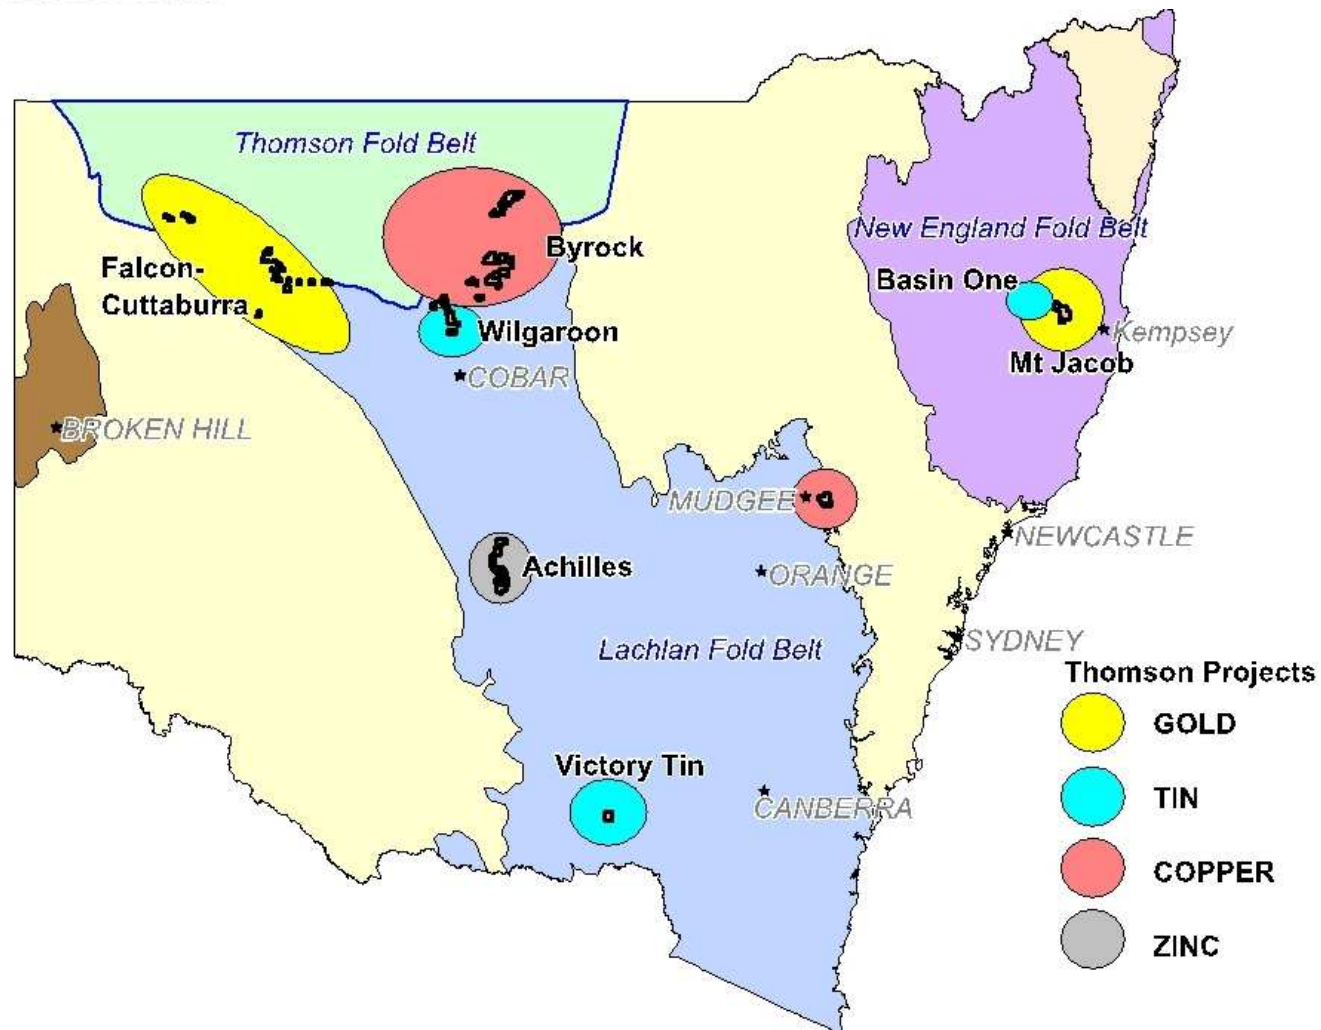 Thomson Fold Belt
New England Fold Belt
Byrock
Falcon-
Cuttaburra
Basin One
Wilgaroon
Kempsey
Mt Jacob
COBAR
BROKEN HILL
MUDGEE
NEWCASTLE
Achilles
ORANGE
SYDNEY
Lachlan Fold Belt
Thomson Projects
GOLD
Victory Tin
TIN
CANBERRA
COPPER
ZINC